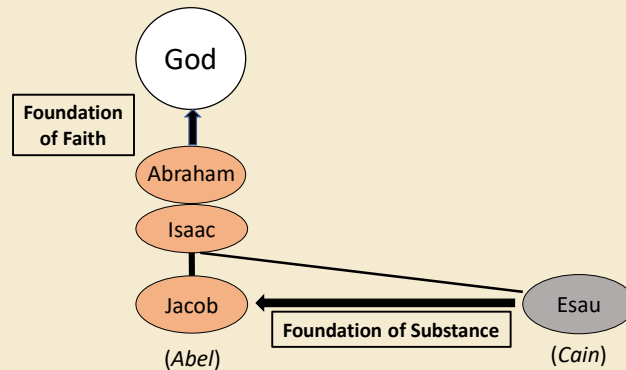 God
Foundation
of Faith
Abraham
Isaac
Jacob
Esau
Foundation of Substance
(Abel)
(Cain)